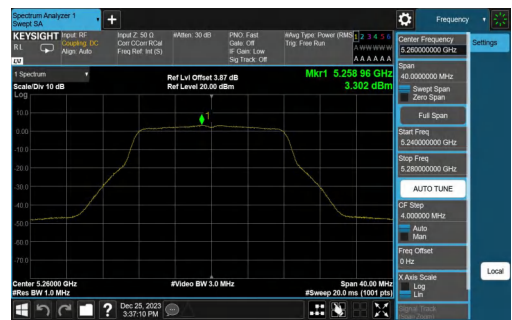 Spectrum Analyzer 1
Swept SA
Frequency
KEYSIGHT
RL
LV
Input: RF
Coupling: DC
Align: Auto
Input Z: 50 Ω
Corr CCorr RCal
Freq Ref: Int (S)
#Atten: 30 dB
PNO: Fast
Gate: Off
IF Gain: Low
Sig Track: Off
#Avg Type: Power (RMS
Trig: Free Run
1 2 3 4 5 6
A W W W W W
A A A A A A
1 Spectrum
Scale/Div 10 dB
Log
Ref Lvl Offset 3.87 dB
Ref Level 20.00 dBm
Mkr1 5.258 96 GHz
3.302 dBm
1
10.0
0.00
-10.0
-20.0
-30.0
-40.0
-50.0
-60.0
-70.0
Center 5.26000 GHz
#Res BW 1.0 MHz
#Video BW 3.0 MHz
Span 40.00 MHz
#Sweep 20.0 ms (1001 pts)
Center Frequency
5.260000000 GHz
Settings
Span
40.0000000 MHz
Swept Span
Zero Span
Full Span
Start Freq
5.240000000 GHz
Stop Freq
5.280000000 GHz
AUTO TUNE
CF Step
4.000000 MHz
Auto
Man
Freq Offset
0 Hz
X Axis Scale
Log
Lin
Signal Track
Local
?
Dec 25, 2023
3:37:10 PM